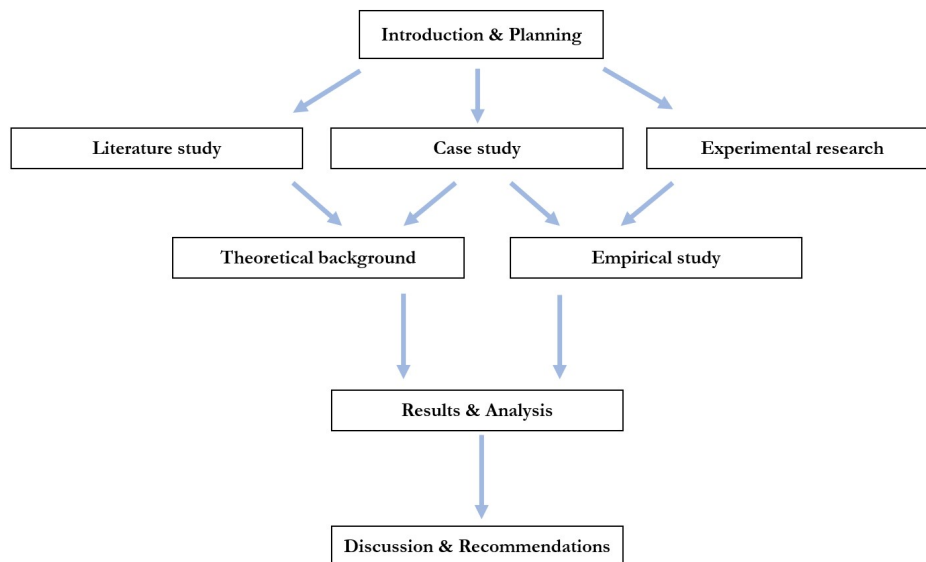 Introduction & Planning
Literature study
Case study
Experimental research
Theoretical background
Empirical study
Results & Analysis
Discussion & Recommendations